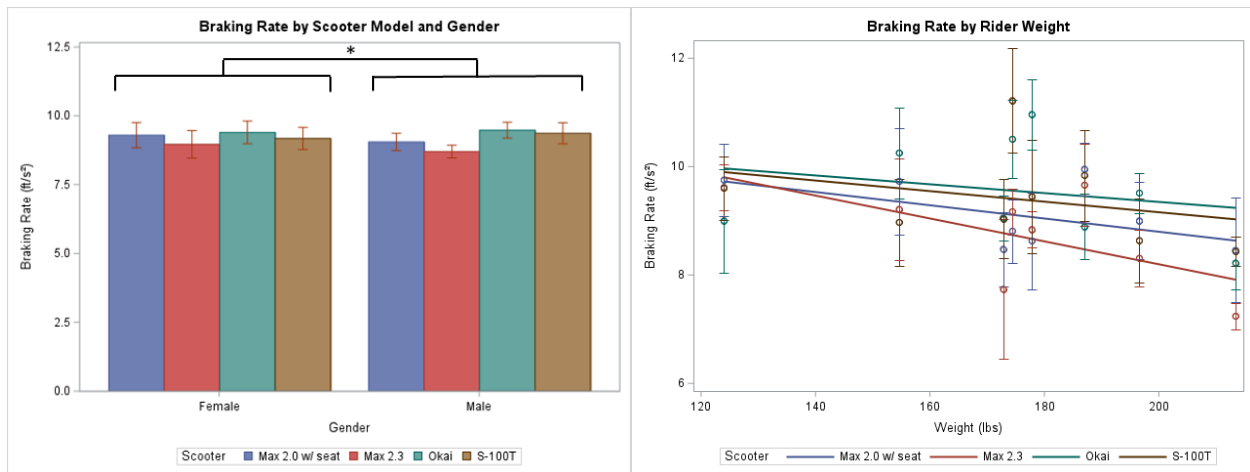 Braking Rate by Scooter Model and Gender
*
12.5
10.0
7.5
5.0
2.5
0.0
Braking Rate (ft/s²)
Female Male
Gender
Scooter Max 2.0 w/ seat Max 2.3 Okai S-100T
Braking Rate by Rider Weight
12
10
8
6
Braking Rate (ft/s²)
120 140 160 180 200
Weight (lbs)
Scooter Max 2.0 w/ seat Max 2.3 Okai S-100T